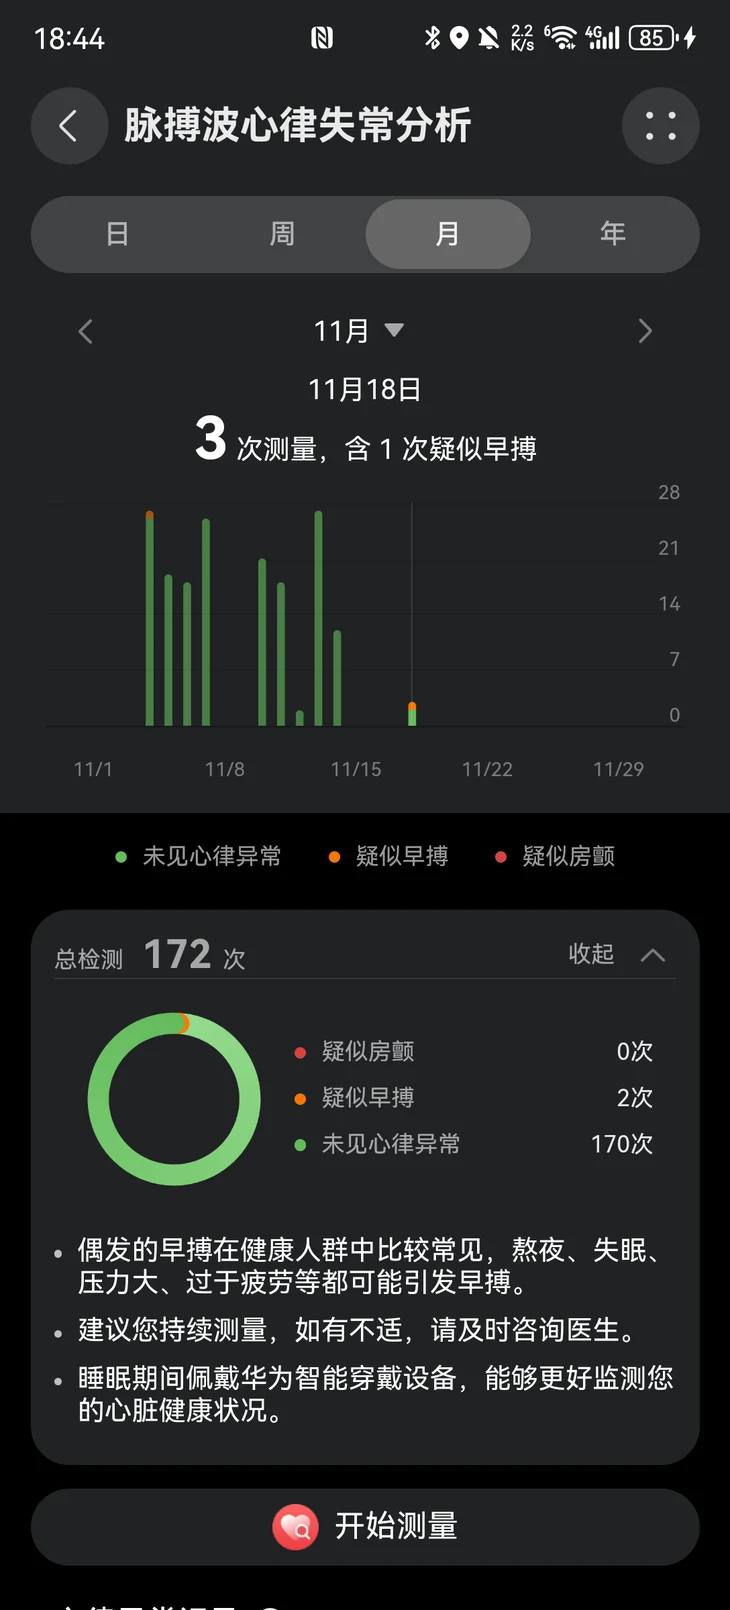 18:44
2.2 K/s 6 4G 85
脉搏波心律失常分析
日 周 月 年
11月
11月18日
3 次测量，含 1 次疑似早搏
28
21
14
7
0
11/1 11/8 11/15 11/22 11/29
未见心律异常 疑似早搏 疑似房颤
总检测 172 次 收起
疑似房颤 0次
疑似早搏 2次
未见心律异常 170次
偶发的早搏在健康人群中比较常见，熬夜、失眠、
压力大、过于疲劳等都可能引发早搏。
建议您持续测量，如有不适，请及时咨询医生。
睡眠期间佩戴华为智能穿戴设备，能够更好监测您
的心脏健康状况。
开始测量